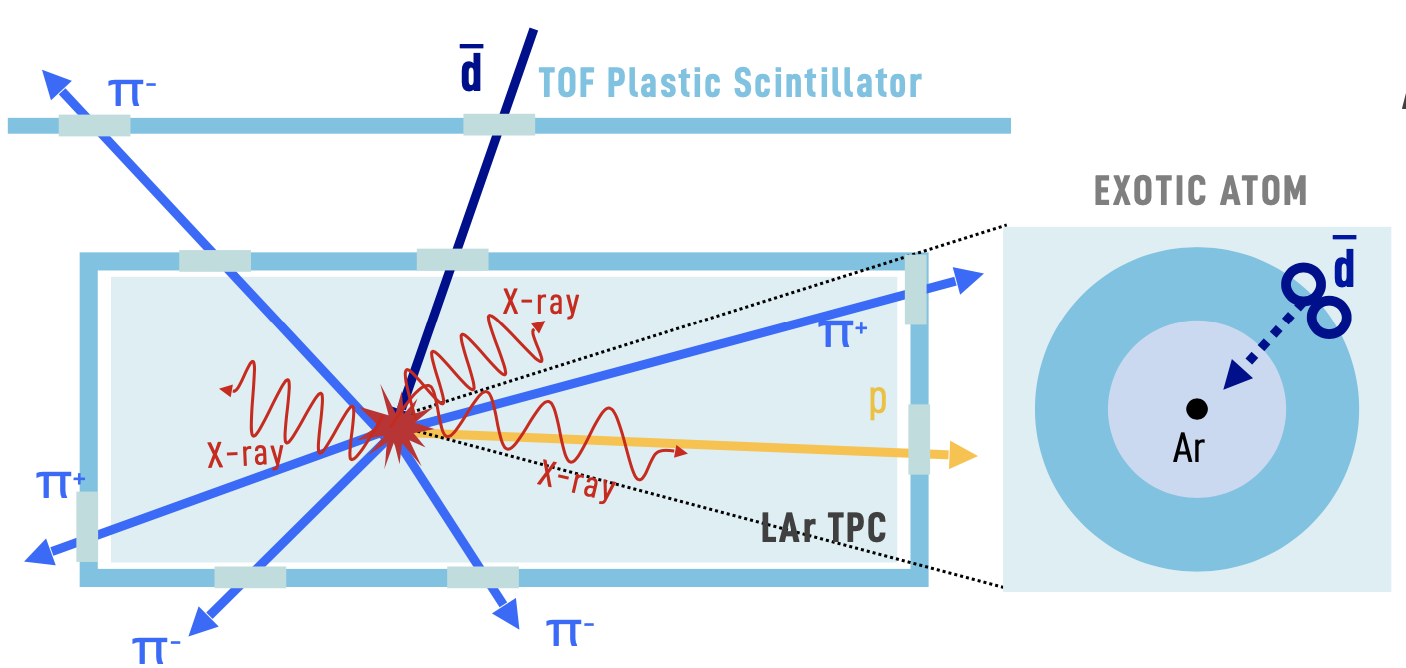 π⁻
d̅
TOF Plastic Scintillator
EXOTIC ATOM
d̅
X-ray
π⁺
p
X-ray
Ar
π⁺
X-ray
LAr TPC
π⁻
π⁻